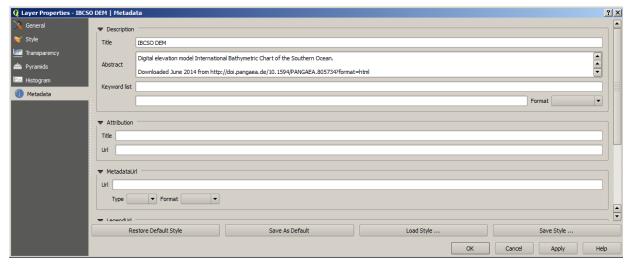 Layer Properties - IBCSO DEM | Metadata
General
Style
Transparency
Pyramids
Histogram
Metadata
Description
Title IBCSO DEM
Abstract Digital elevation model International Bathymetric Chart of the Southern Ocean.
Downloaded June 2014 from http://doi.pangaea.de/10.1594/PANGAEA.805734?format=html
Keyword list
Format
Attribution
Title
Url
MetadataUrl
Url
Type Format
LegendUrl
Restore Default Style Save As Default Load Style ... Save Style ...
OK Cancel Apply Help